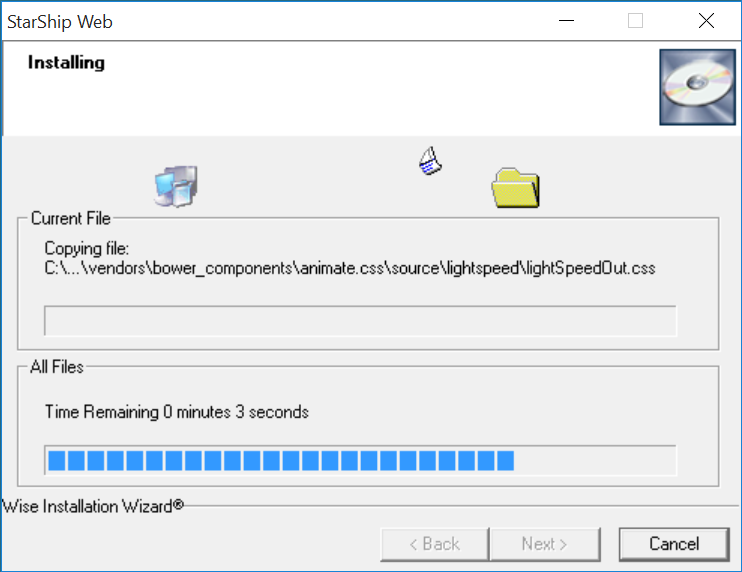 StarShip Web
Installing
Current File
Copying file:
C:\...\vendors\bower_components\animate.css\source\lightspeed\lightSpeedOut.css
All Files
Time Remaining 0 minutes 3 seconds
Wise Installation Wizard®
< Back
Next >
Cancel